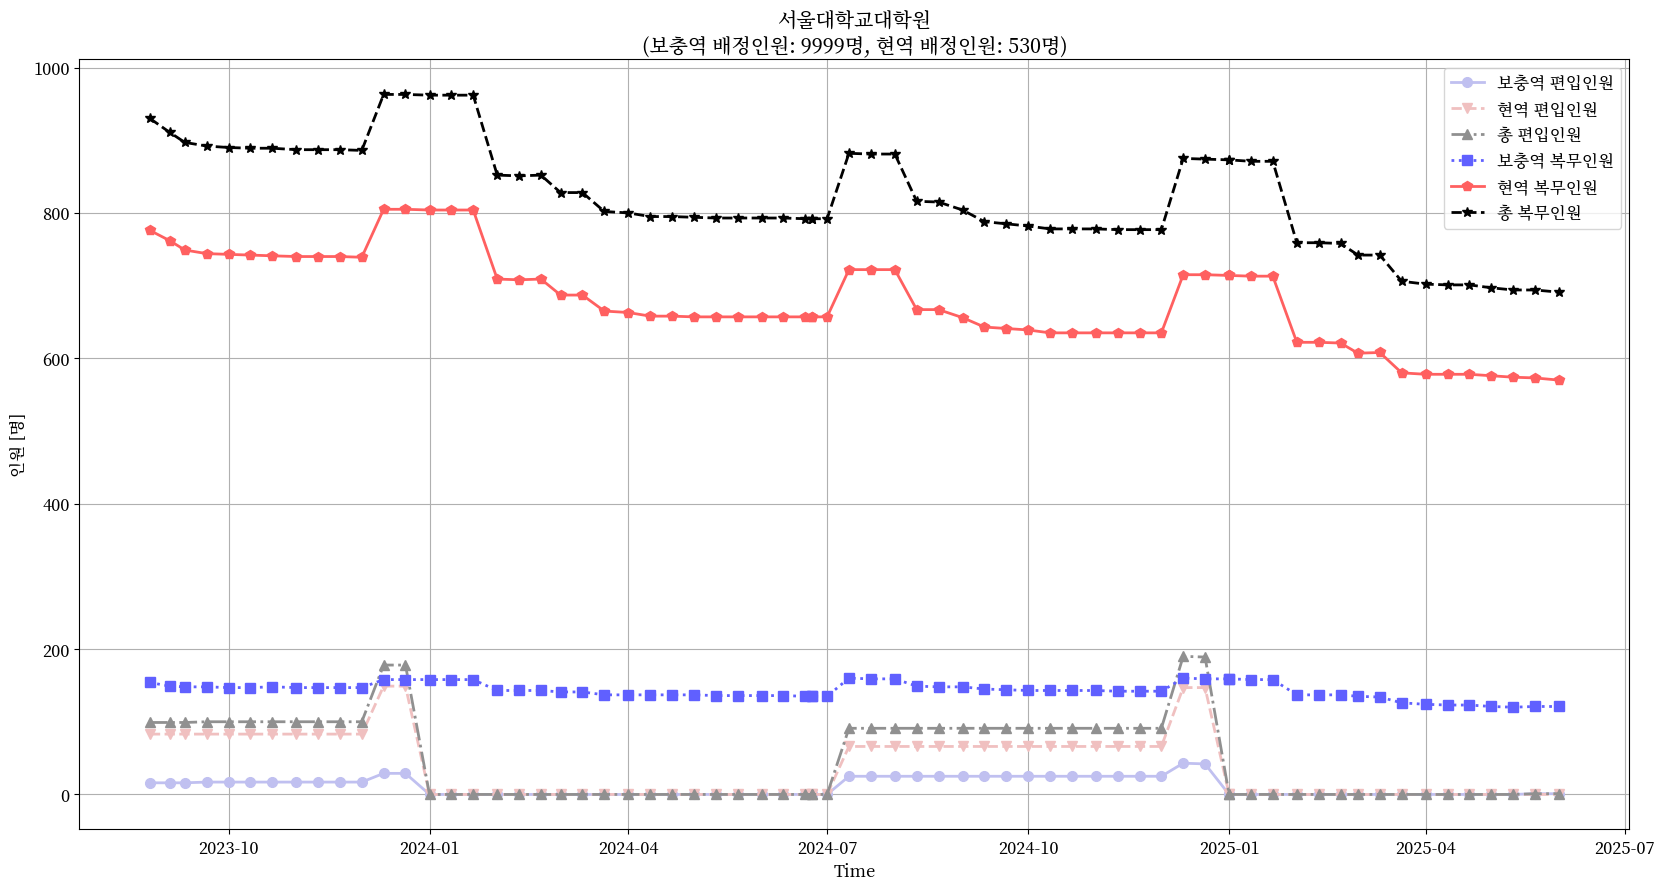 서울대학교대학원
(보충역 배정인원: 9999명, 현역 배정인원: 530명)
1000
800
600
400
200
0
인원 [명]
보충역 편입인원
현역 편입인원
총 편입인원
보충역 복무인원
현역 복무인원
총 복무인원
2023-10
2024-01
2024-04
2024-07
2024-10
2025-01
2025-04
2025-07
Time